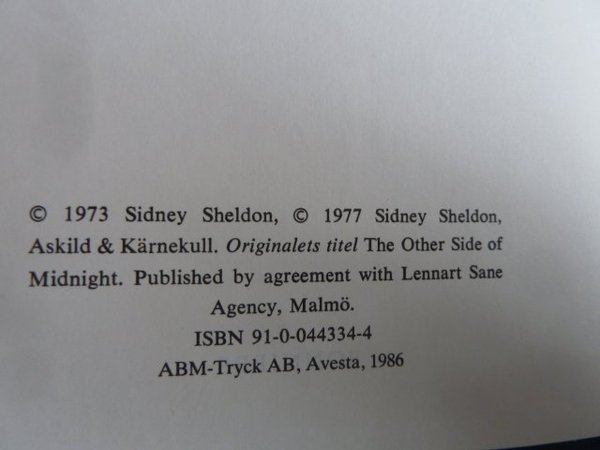 © 1973 Sidney Sheldon, © 1977 Sidney Sheldon,
Askild & Kärnekull. Originalets titel The Other Side of
Midnight. Published by agreement with Lennart Sane
Agency, Malmö.
ISBN 91-0-044334-4
ABM-Tryck AB, Avesta, 1986